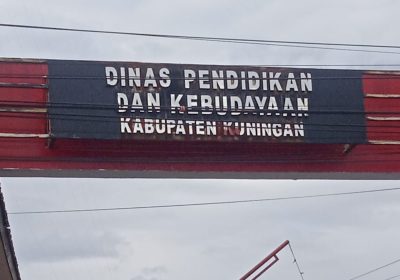 DINAS PENDIDIKAN
DAN KEBUDAYAAN
KABUPATEN KUNINGAN